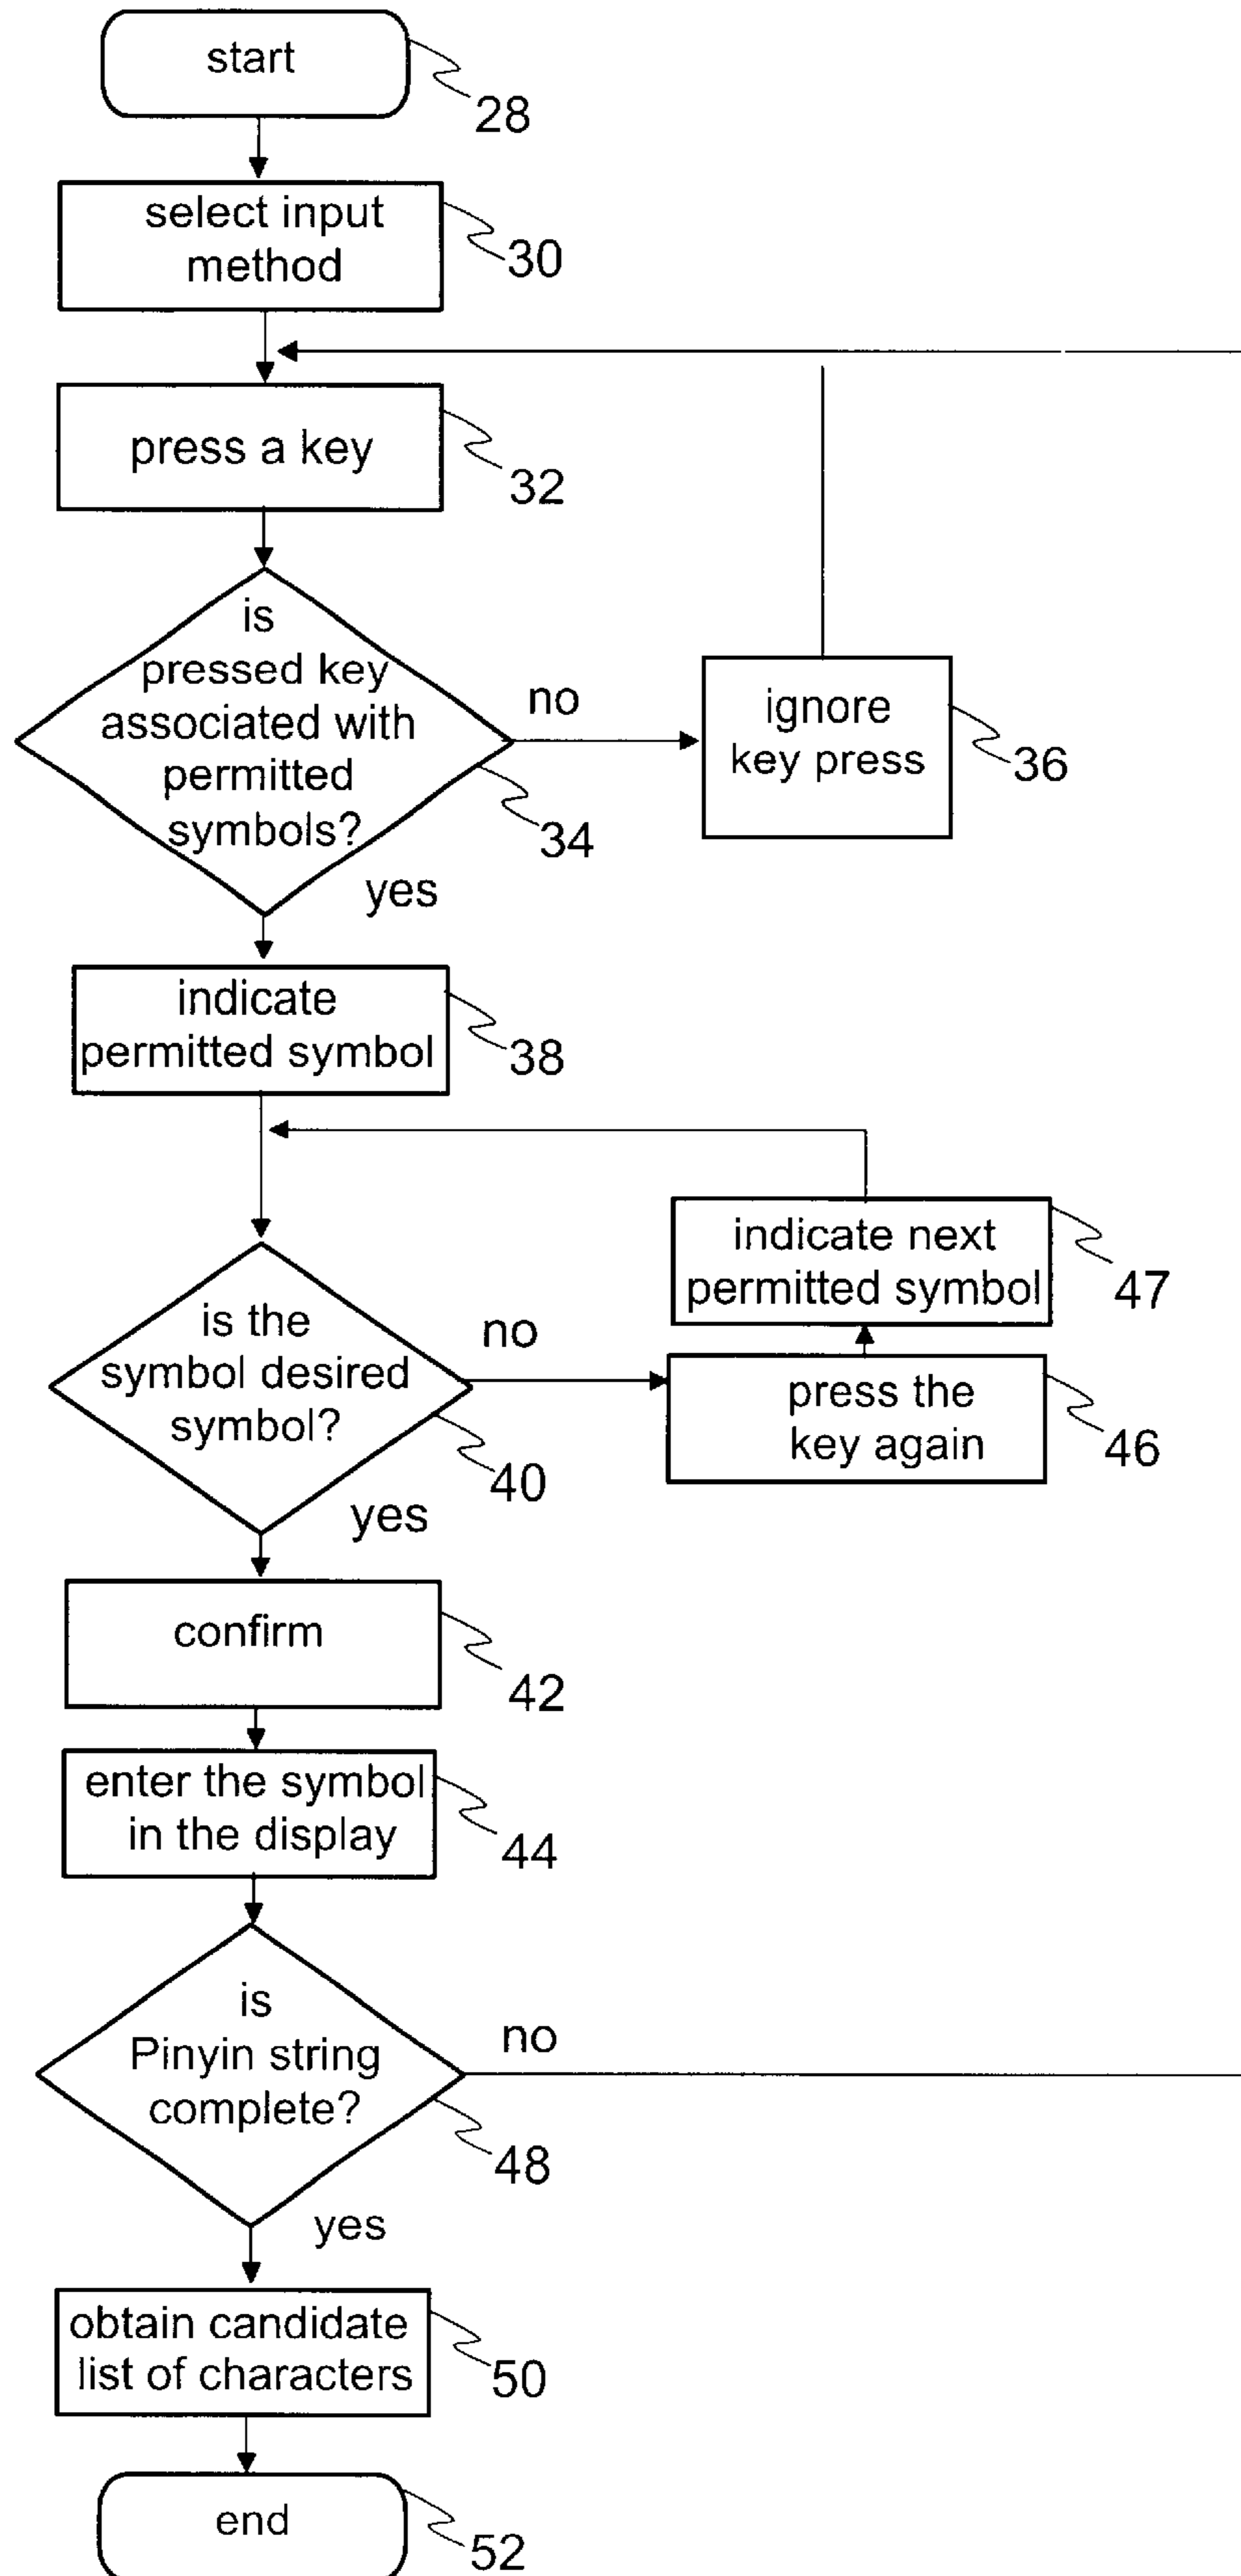 start
28
select input
method
30
press a key
32
is
pressed key
associated with
permitted
symbols?
34
no
ignore
key press
36
yes
indicate
permitted symbol
38
indicate next
permitted symbol
47
is the
symbol desired
symbol?
40
no
press the
key again
46
yes
confirm
42
enter the symbol
in the display
44
is
Pinyin string
complete?
48
no
yes
obtain candidate
list of characters
50
end
52